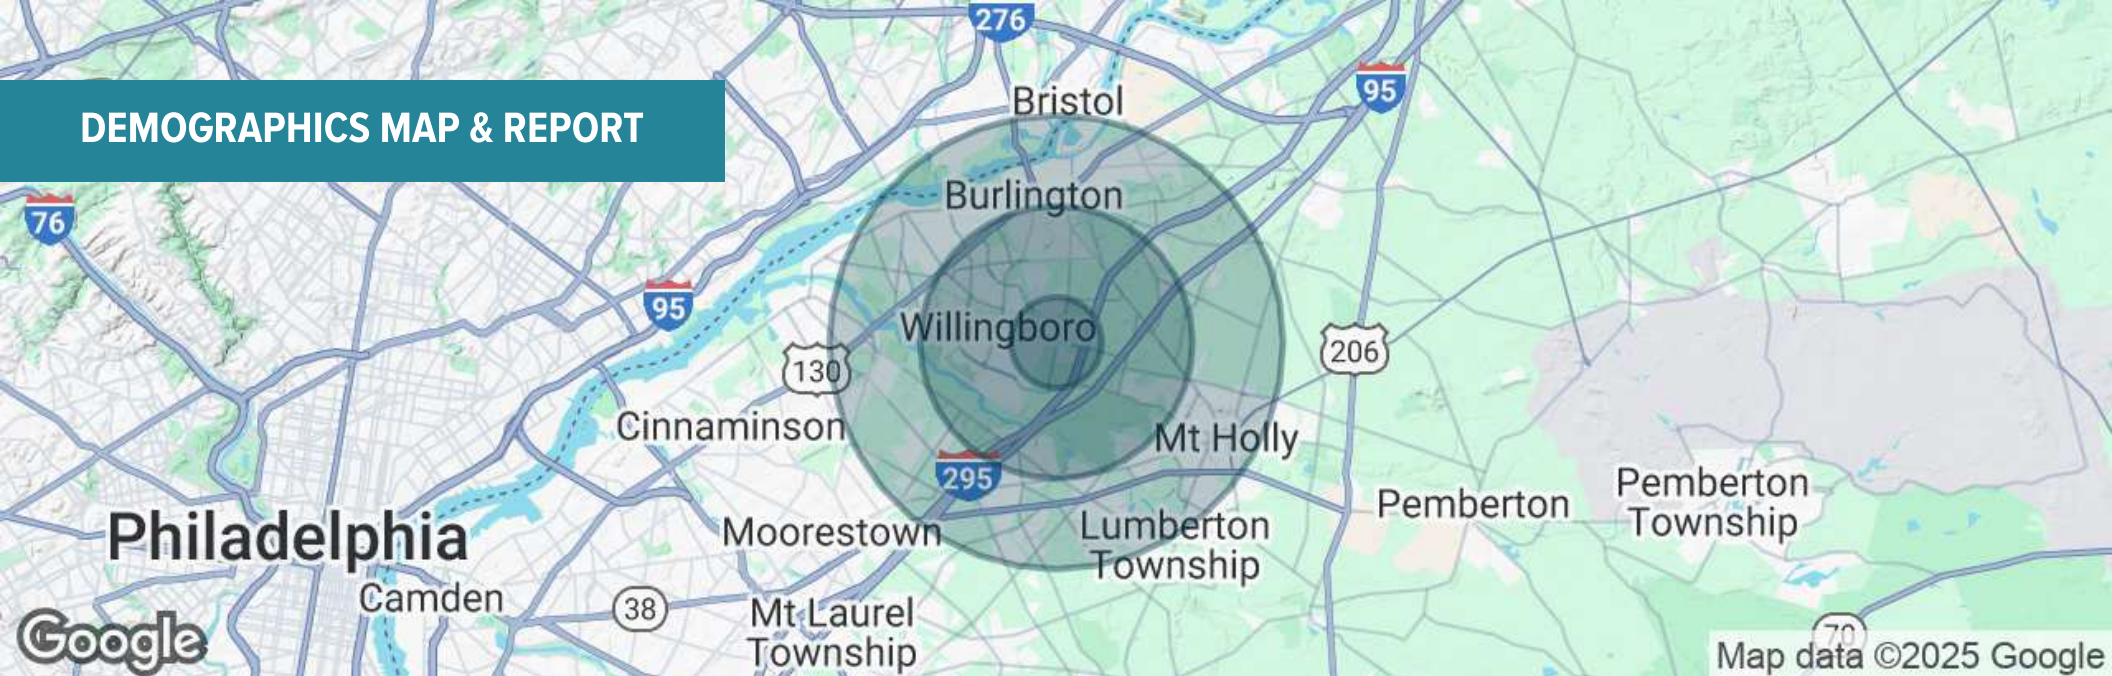 276
95
Bristol
DEMOGRAPHICS MAP & REPORT
Burlington
76
95
Willingboro
130
206
Cinnaminson
Mt Holly
295
Pemberton
Pemberton
Township
Philadelphia
Moorestown
Lumberton
Township
Camden
38
Mt Laurel
Township
70
Google
Map data ©2025 Google